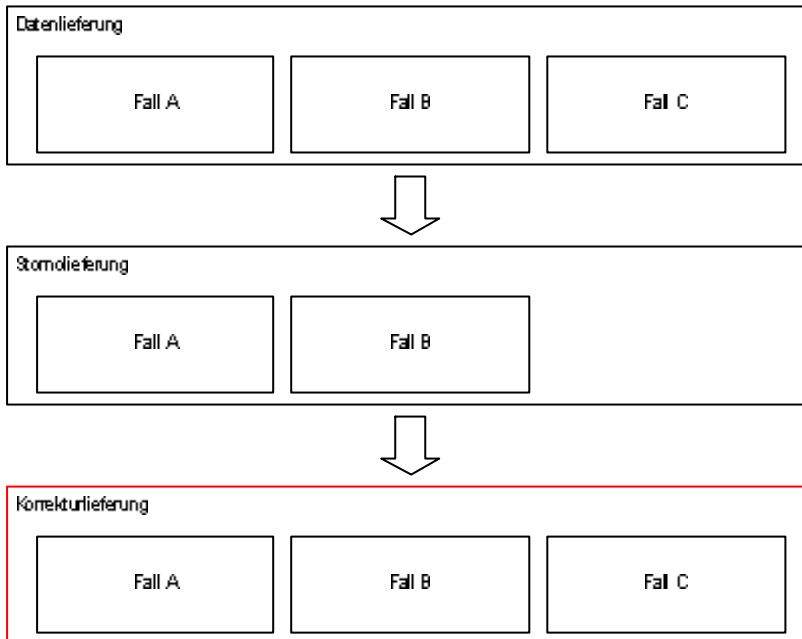 Datenlieferung
Fall A
Fall B
Fall C
Stornolieferung
Fall A
Fall B
Korrekturlieferung
Fall A
Fall B
Fall C